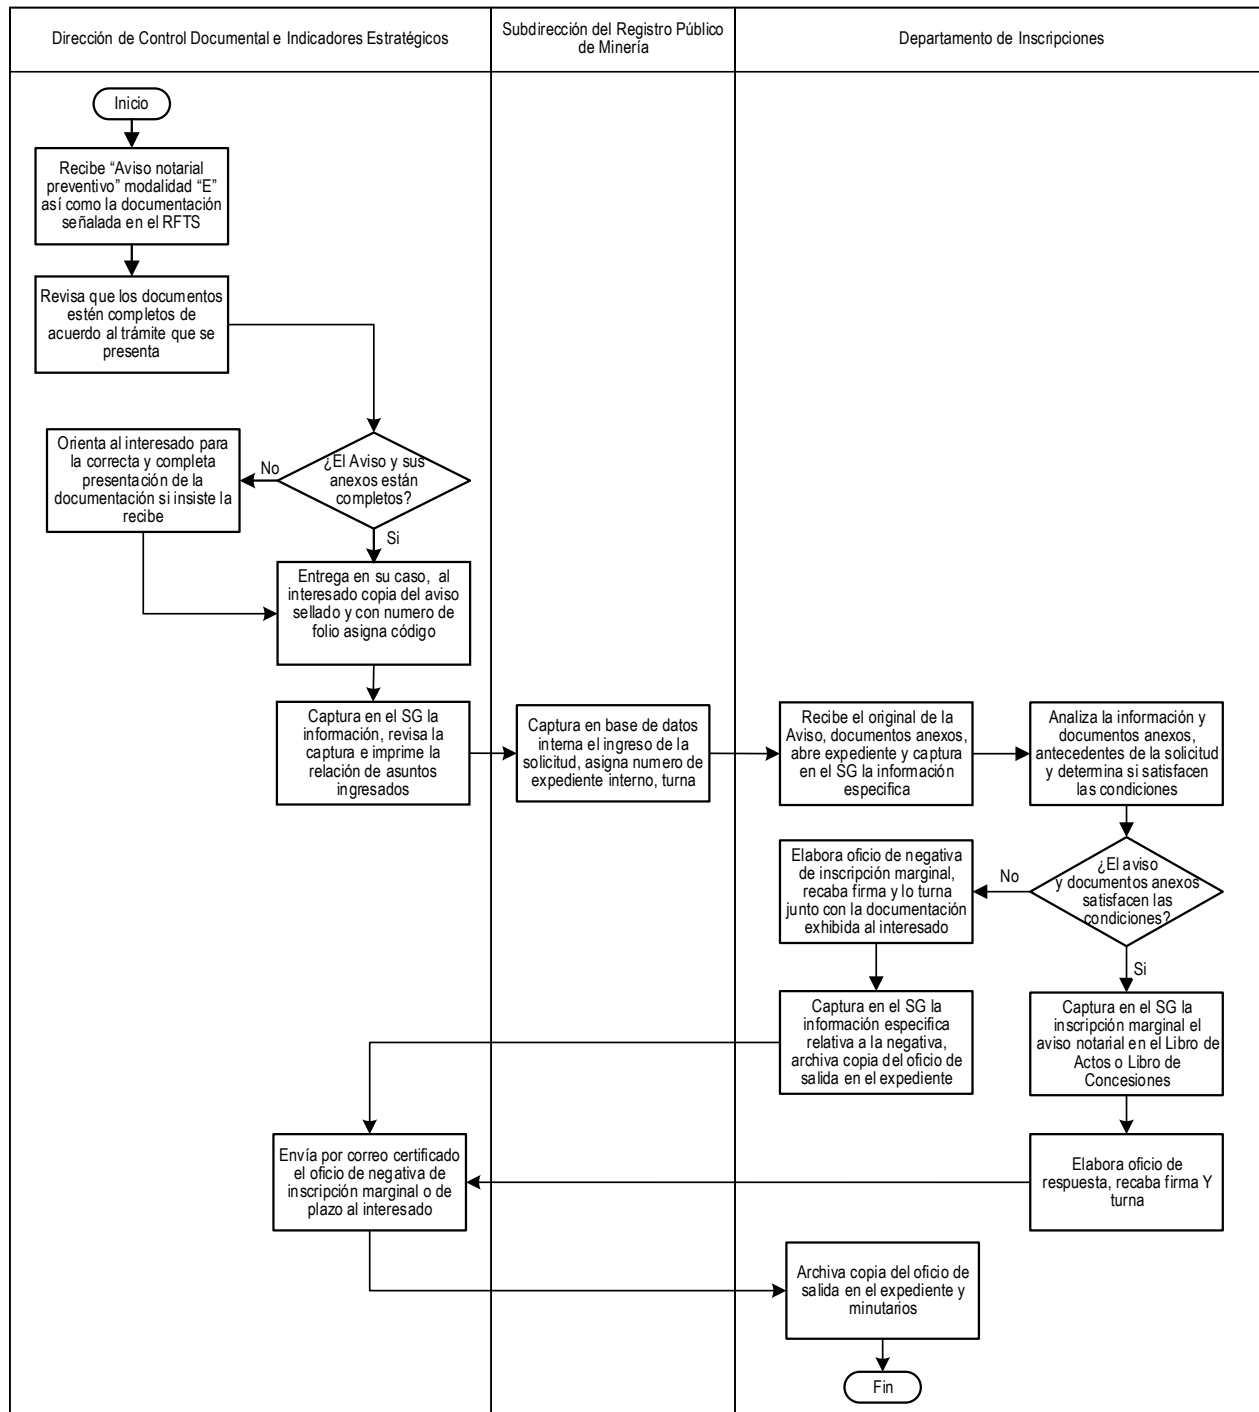 Dirección de Control Documental e Indicadores Estratégicos
Subdirección del Registro Público
de Minería
Departamento de Inscripciones
Inicio
Recibe “Aviso notarial
preventivo” modalidad “E”
así como la documentación
señalada en el RFTS
Revisa que los documentos
estén completos de
acuerdo al trámite que se
presenta
¿El Aviso y sus
anexos están
completos?
No
Orienta al interesado para
la correcta y completa
presentación de la
documentación si insiste la
recibe
Si
Entrega en su caso, al
interesado copia del aviso
sellado y con numero de
folio asigna código
Captura en el SG la
información, revisa la
captura e imprime la
relación de asuntos
ingresados
Captura en base de datos
interna el ingreso de la
solicitud, asigna numero de
expediente interno, turna
Recibe el original de la
Aviso, documentos anexos,
abre expediente y captura
en el SG la información
especifica
Analiza la información y
documentos anexos,
antecedentes de la solicitud
y determina si satisfacen
las condiciones
¿El aviso
y documentos anexos
satisfacen las
condiciones?
No
Elabora oficio de negativa
de inscripción marginal,
recaba firma y lo turna
junto con la documentación
exhibida al interesado
Si
Captura en el SG la
información especifica
relativa a la negativa,
archiva copia del oficio de
salida en el expediente
Captura en el SG la
inscripción marginal el
aviso notarial en el Libro de
Actos o Libro de
Concesiones
Elabora oficio de
respuesta, recaba firma Y
turna
Envía por correo certificado
el oficio de negativa de
inscripción marginal o de
plazo al interesado
Archiva copia del oficio de
salida en el expediente y
minutarios
Fin